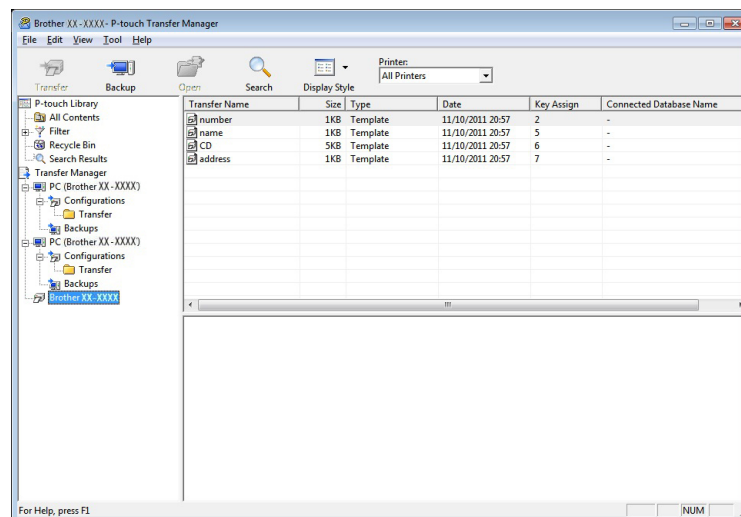 Brother XX-XXXX- P-touch Transfer Manager
File Edit View Tool Help
Transfer Backup Open Search Display Style
Printer:
All Printers
P-touch Library
All Contents
Filter
Recycle Bin
Search Results
Transfer Manager
PC (Brother XX-XXXX)
Configurations
Transfer
Backups
PC (Brother XX-XXXX)
Configurations
Transfer
Backups
Brother XX-XXXX
Transfer Name Size Type Date Key Assign Connected Database Name
number 1KB Template 11/10/2011 20:57 2 -
name 1KB Template 11/10/2011 20:57 5 -
CD 5KB Template 11/10/2011 20:57 6 -
address 1KB Template 11/10/2011 20:57 7 -
For Help, press F1
NUM